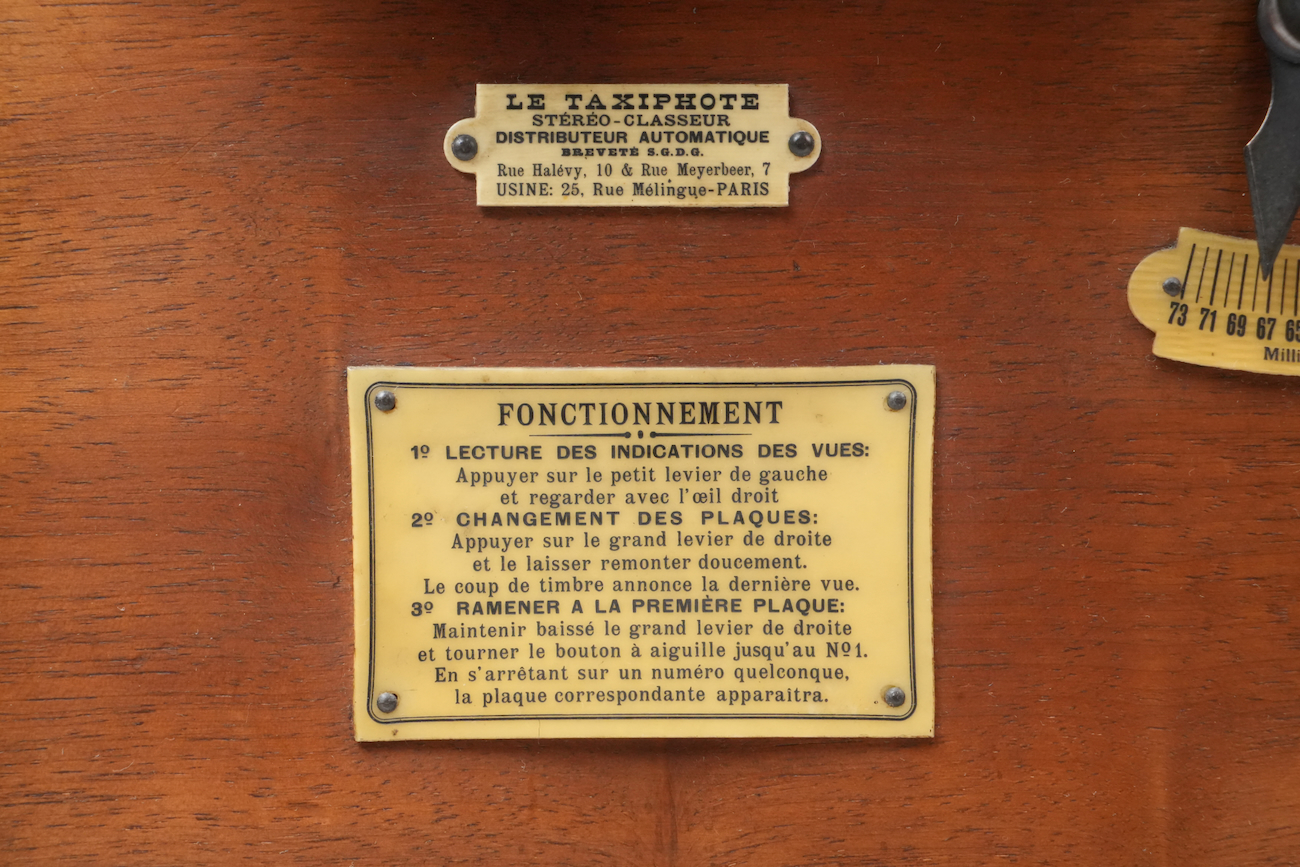 LE TAXIPHOTE
STÉRÉO-CLASSEUR
DISTRIBUTEUR AUTOMATIQUE
BREVETÉ S.G.D.G.
Rue Halévy, 10 & Rue Meyerbeer, 7
USINE: 25, Rue Mélingue-PARIS
73 71 69 67 65
Milli
FONCTIONNEMENT
1º LECTURE DES INDICATIONS DES VUES:
Appuyer sur le petit levier de gauche
et regarder avec l'œil droit
2º CHANGEMENT DES PLAQUES:
Appuyer sur le grand levier de droite
et le laisser remonter doucement.
Le coup de timbre annonce la dernière vue.
3º RAMENER A LA PREMIÈRE PLAQUE:
Maintenir baissé le grand levier de droite
et tourner le bouton à aiguille jusqu'au Nº1.
En s'arrêtant sur un numéro quelconque,
la plaque correspondante apparaîtra.